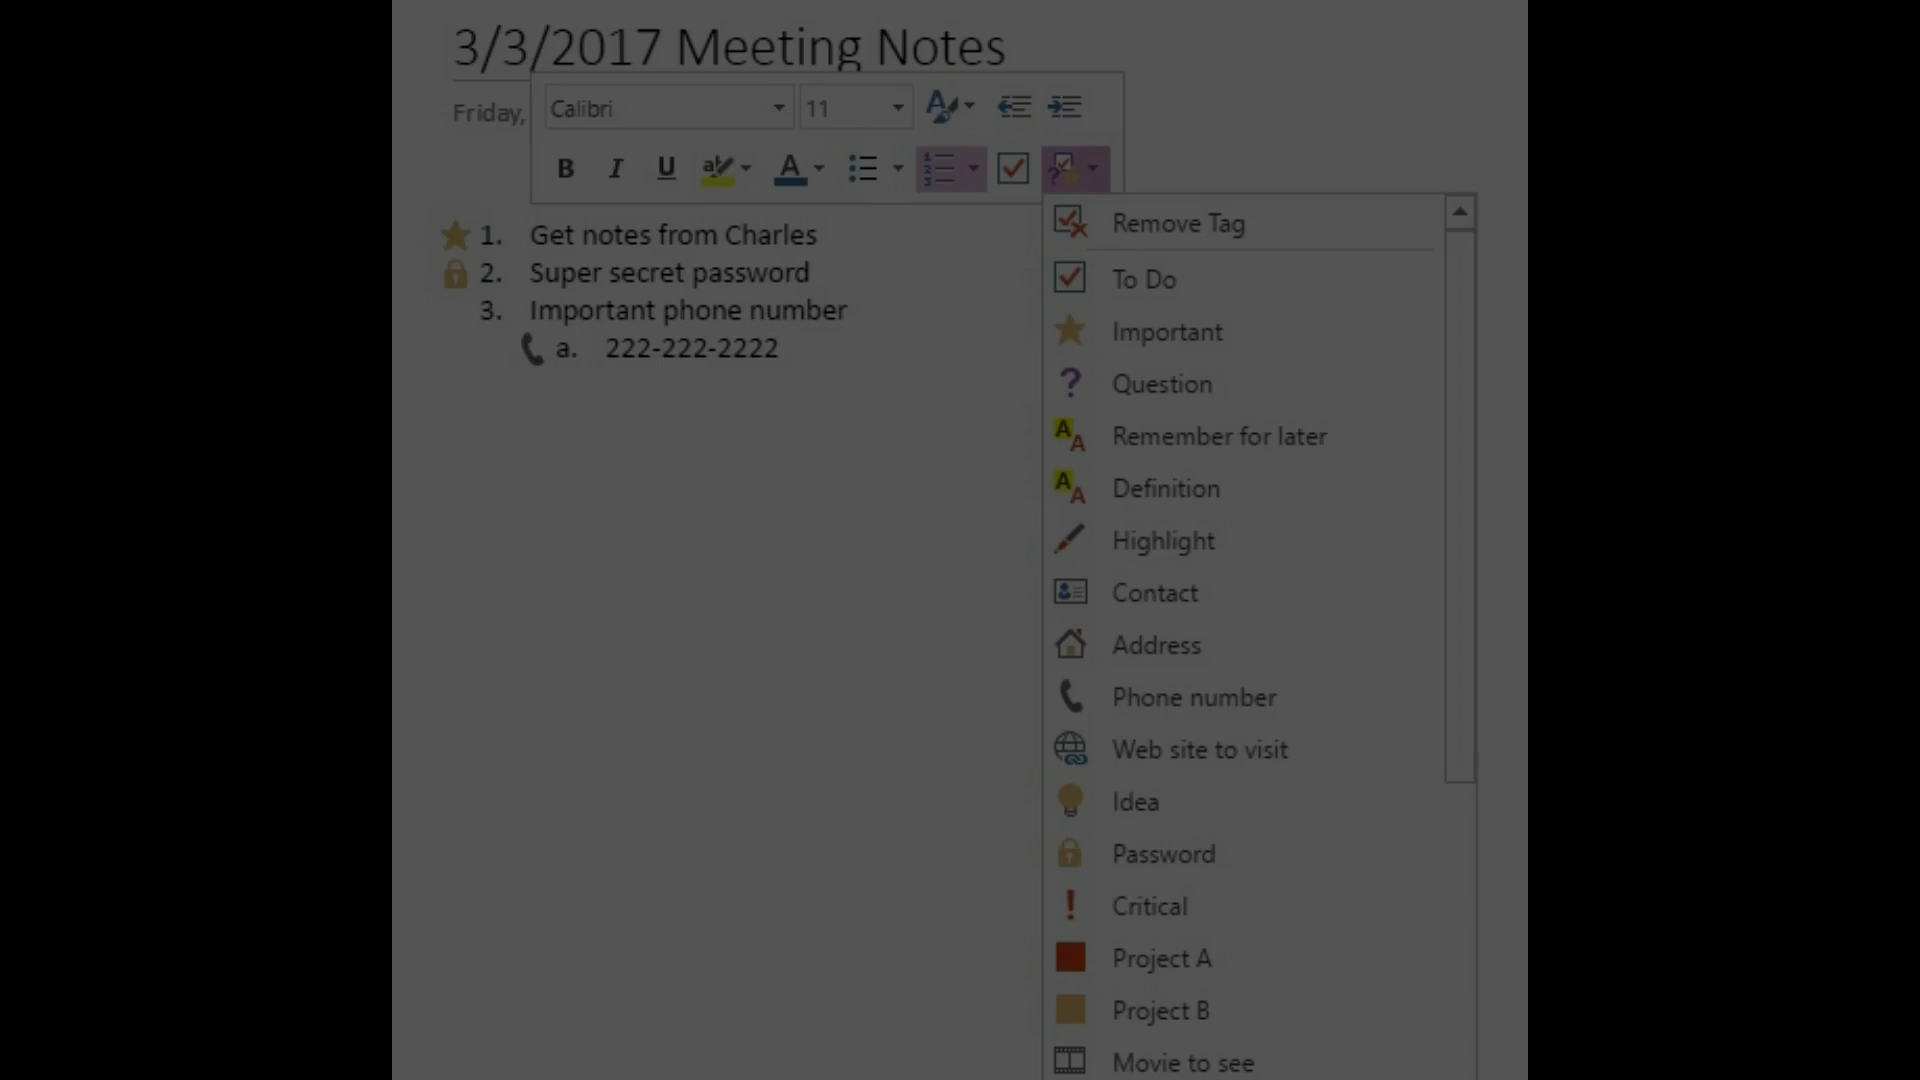 3/3/2017 Meeting Notes
Friday,
Calibri
11
B I U ab A
1. Get notes from Charles
2. Super secret password
3. Important phone number
a. 222-222-2222
Remove Tag
To Do
Important
Question
Remember for later
Definition
Highlight
Contact
Address
Phone number
Web site to visit
Idea
Password
Critical
Project A
Project B
Movie to see